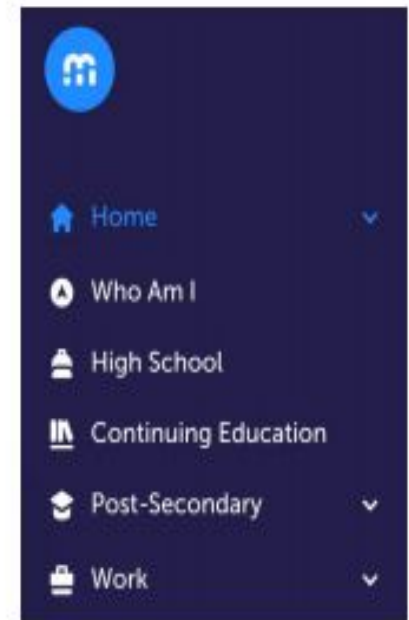 m
Home
Who Am I
High School
Continuing Education
Post-Secondary
Work